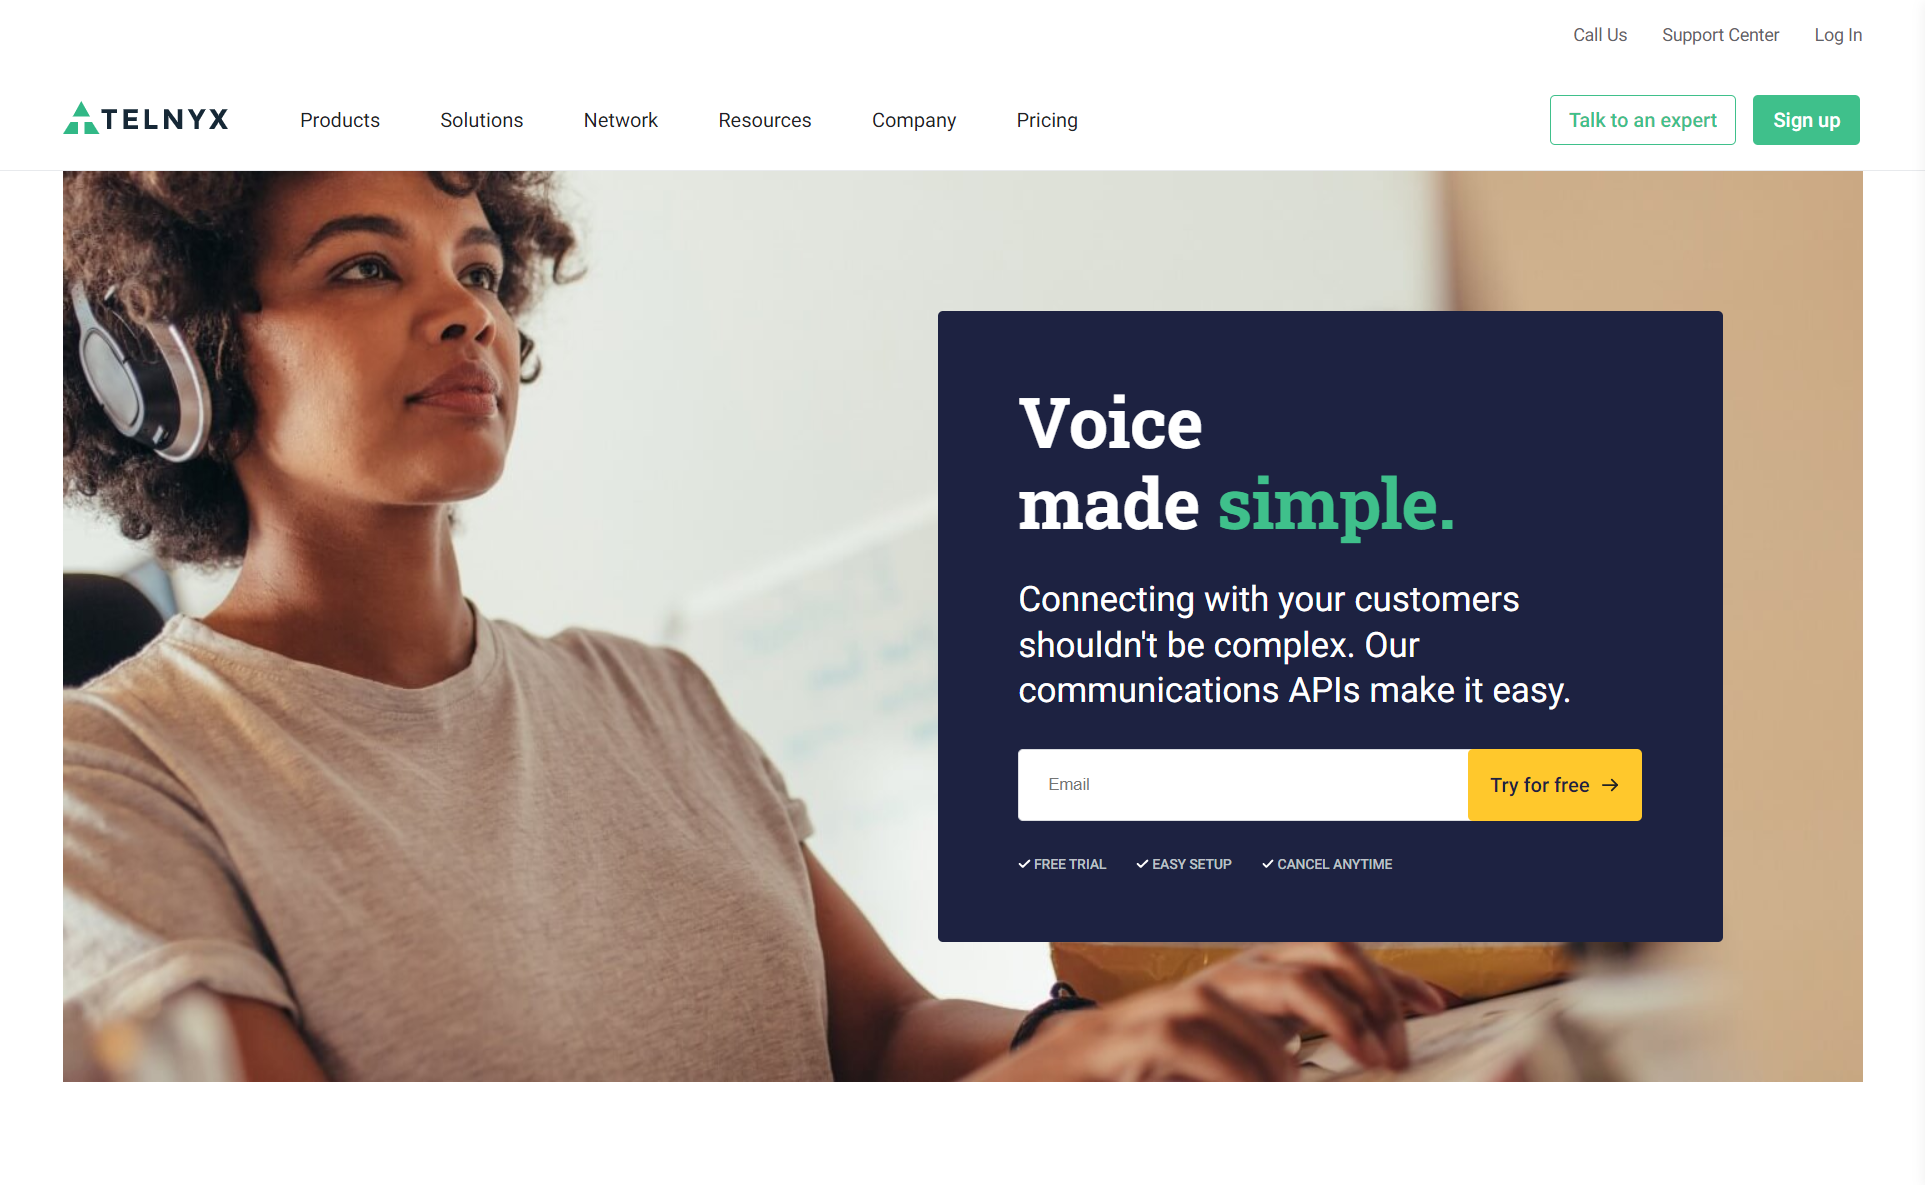 Call Us Support Center Log In
TELNYX Products Solutions Network Resources Company Pricing Talk to an expert Sign up
Voice
made simple.
Connecting with your customers
shouldn't be complex. Our
communications APIs make it easy.
Email Try for free →
✓ FREE TRIAL ✓ EASY SETUP ✓ CANCEL ANYTIME